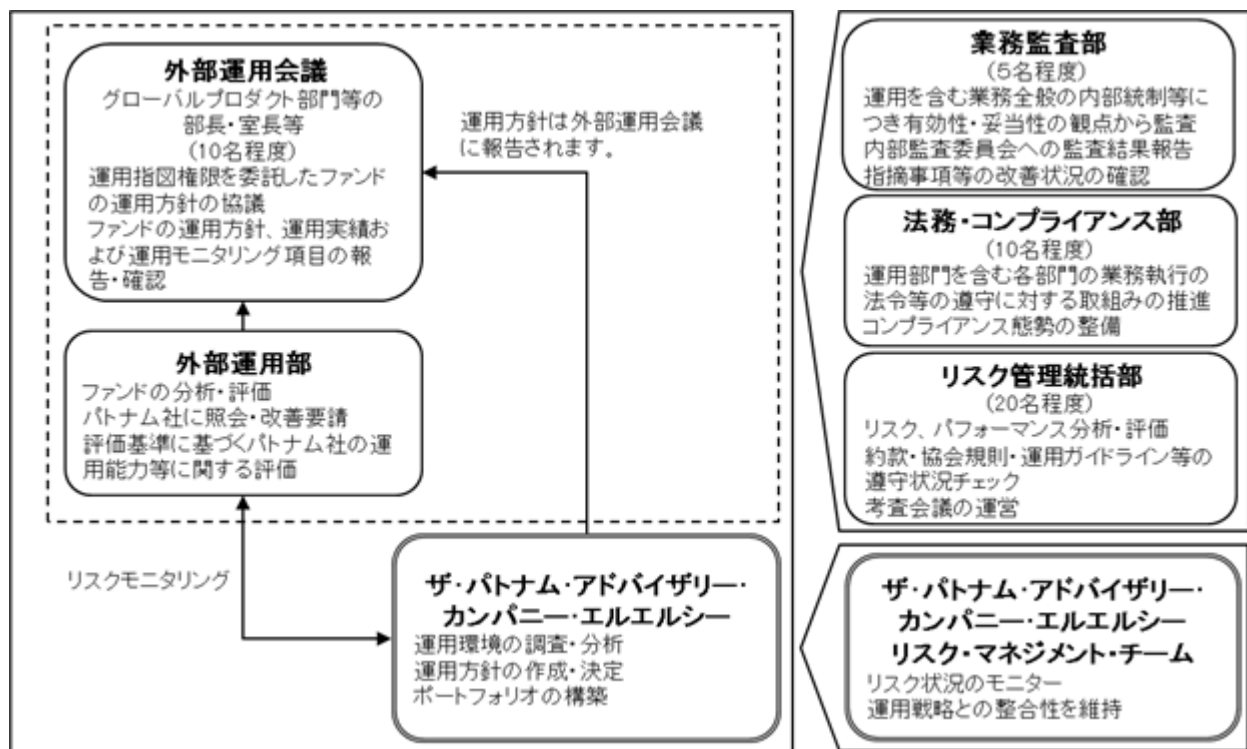 外部運用会議
グローバルプロダクト部門等の
部長・室長等
(10名程度)
運用指図権限を委託したファンド
の運用方針の協議
ファンドの運用方針、運用実績お
よび運用モニタリング項目の報
告・確認
運用方針は外部運用会議
に報告されます。
外部運用部
ファンドの分析・評価
パトナム社に照会・改善要請
評価基準に基づくパトナム社の運
用能力等に関する評価
リスクモニタリング
ザ・パトナム・アドバイザリー・
カンパニー・エルエルシー
運用環境の調査・分析
運用方針の作成・決定
ポートフォリオの構築
業務監査部
(5名程度)
運用を含む業務全般の内部統制等に
つき有効性・妥当性の観点から監査
内部監査委員会への監査結果報告
指摘事項等の改善状況の確認
法務・コンプライアンス部
(10名程度)
運用部門を含む各部門の業務執行の
法令等の遵守に対する取組みの推進
コンプライアンス態勢の整備
リスク管理統括部
(20名程度)
リスク、パフォーマンス分析・評価
約款・協会規則・運用ガイドライン等の
遵守状況チェック
考査会議の運営
ザ・パトナム・アドバイザリー・
カンパニー・エルエルシー
リスク・マネジメント・チーム
リスク状況のモニター
運用戦略との整合性を維持